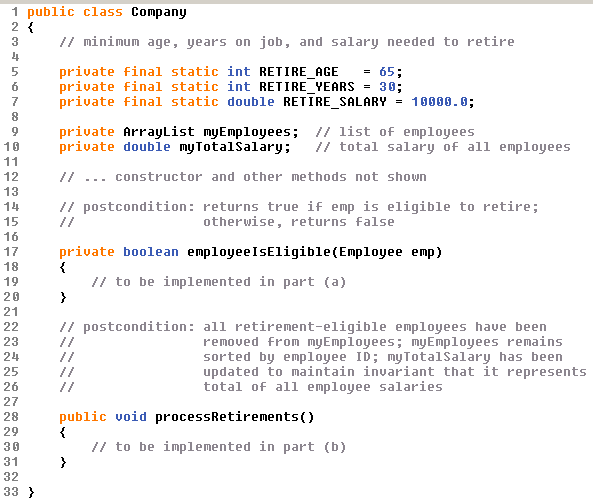 1 public class Company
2 {
3     // minimum age, years on job, and salary needed to retire
4
5     private final static int RETIRE_AGE   = 65;
6     private final static int RETIRE_YEARS = 30;
7     private final static double RETIRE_SALARY = 10000.0;
8
9     private ArrayList myEmployees;  // list of employees
10     private double myTotalSalary;   // total salary of all employees
11
12     // ... constructor and other methods not shown
13
14     // postcondition: returns true if emp is eligible to retire;
15     //                otherwise, returns false
16
17     private boolean employeeIsEligible(Employee emp)
18     {
19         // to be implemented in part (a)
20     }
21
22     // postcondition: all retirement-eligible employees have been
23     //                removed from myEmployees; myEmployees remains
24     //                sorted by employee ID; myTotalSalary has been
25     //                updated to maintain invariant that it represents
26     //                total of all employee salaries
27
28     public void processRetirements()
29     {
30         // to be implemented in part (b)
31     }
32
33 }